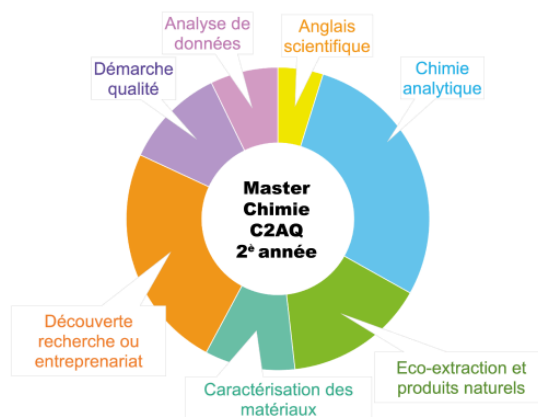 Analyse de
données
Anglais
scientifique
Démarche
qualité
Chimie
analytique
Master
Chimie
C2AQ
2è année
Découverte
recherche ou
entreprenariat
Eco-extraction et
produits naturels
Caractérisation des
matériaux